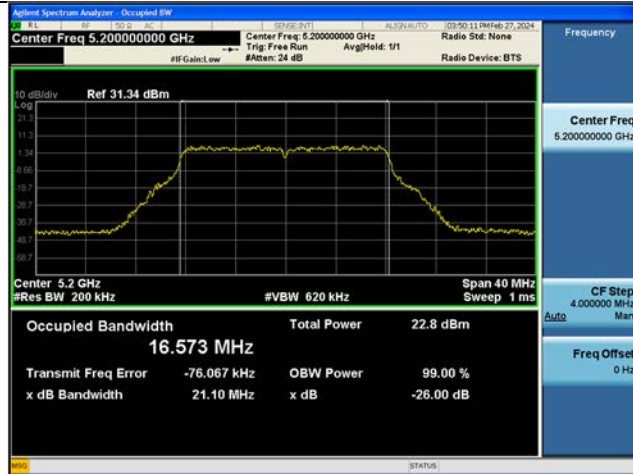 Agilent Spectrum Analyzer - Occupied BW
RL RF 50 Ω AC SENSE:INT ALIGN AUTO 03:50:11 PM Feb 27, 2024
Center Freq 5.200000000 GHz
Center Freq: 5.200000000 GHz
Radio Std: None
Trig: Free Run Avg|Hold: 1/1
#IFGain:Low #Atten: 24 dB Radio Device: BTS
10 dB/div Ref 31.34 dBm
Log
21.3
11.3
1.34
-8.66
-18.7
-28.7
-38.7
-48.7
-58.7
Center 5.2 GHz Span 40 MHz
#Res BW 200 kHz #VBW 620 kHz Sweep 1 ms
Occupied Bandwidth Total Power 22.8 dBm
16.573 MHz
Transmit Freq Error -76.067 kHz OBW Power 99.00 %
x dB Bandwidth 21.10 MHz x dB -26.00 dB
MSG STATUS
Frequency
Center Freq
5.200000000 GHz
CF Step
4.000000 MHz
Auto Man
Freq Offset
0 Hz